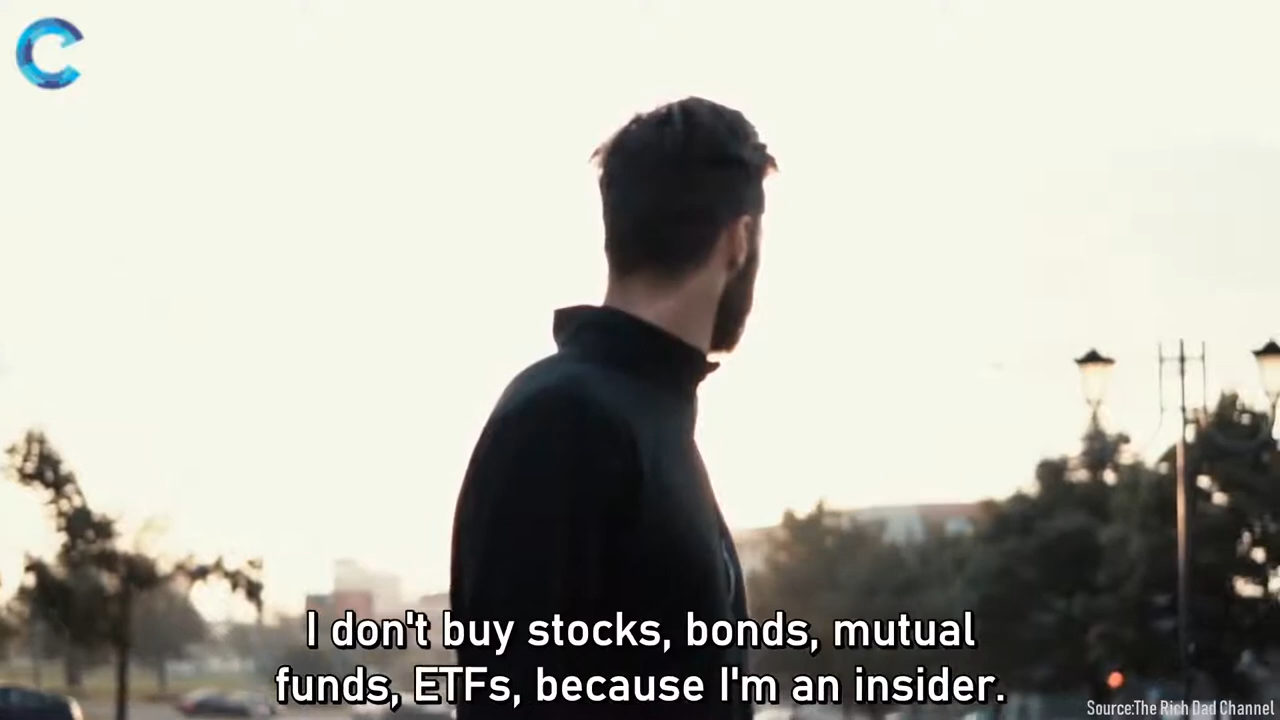 I don't buy stocks, bonds, mutual
funds, ETFs, because I'm an insider.
Source:The Rich Dad Channel